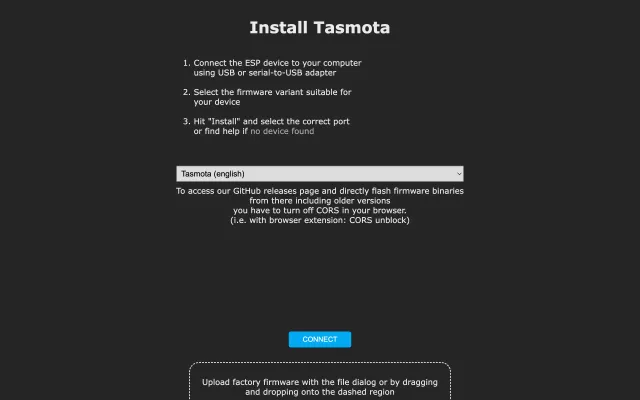 Install Tasmota
1. Connect the ESP device to your computer
using USB or serial-to-USB adapter
2. Select the firmware variant suitable for
your device
3. Hit "Install" and select the correct port
or find help if no device found
Tasmota (english)
To access our GitHub releases page and directly flash firmware binaries
from there including older versions
you have to turn off CORS in your browser.
(i.e. with browser extension: CORS unblock)
CONNECT
Upload factory firmware with the file dialog or by dragging
and dropping onto the dashed region